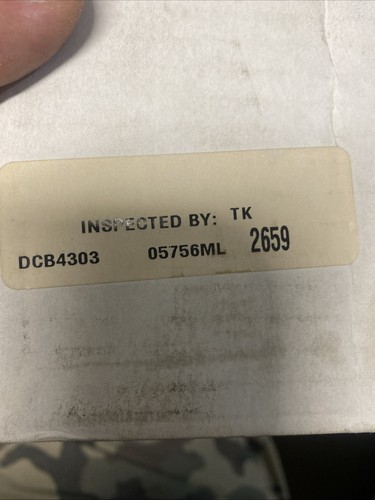 INSPECTED BY: TK
DCB4303 05756ML 2659